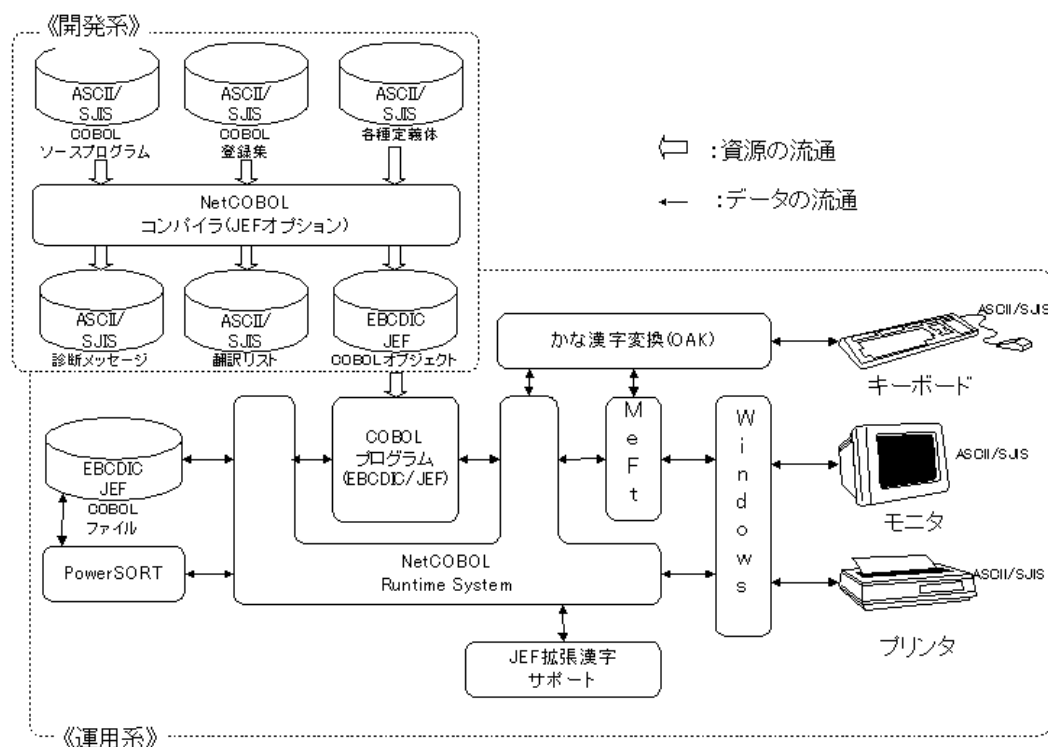 《開発系》
ASCII/
SJIS
COBOL
ソースプログラム
ASCII/
SJIS
COBOL
登録集
ASCII/
SJIS
各種定義体
:資源の流通
:データの流通
NetCOBOL
コンパイラ(JEFオプション)
ASCII/
SJIS
診断メッセージ
ASCII/
SJIS
翻訳リスト
EBCDIC
JEF
COBOLオブジェクト
かな漢字変換(OAK)
ASCII/SJIS
キーボード
EBCDIC
JEF
COBOL
ファイル
COBOL
プログラム
(EBCDIC/JEF)
MeFt
Windows
ASCII/SJIS
モニタ
PowerSORT
NetCOBOL
Runtime System
ASCII/SJIS
プリンタ
JEF拡張漢字
サポート
《運用系》